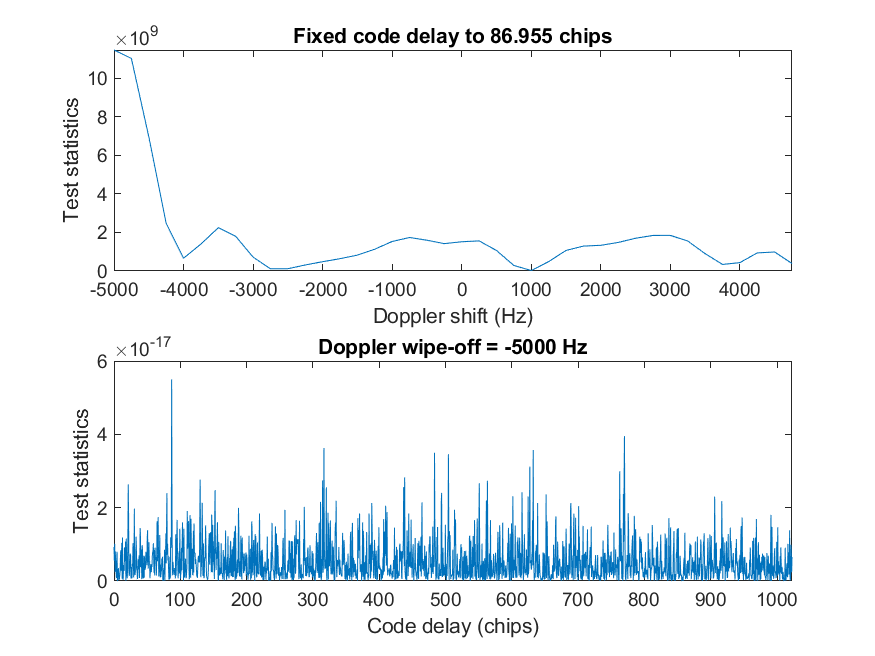 ×10^9
Fixed code delay to 86.955 chips
10
8
6
4
2
0
Test statistics
-5000 -4000 -3000 -2000 -1000 0 1000 2000 3000 4000
Doppler shift (Hz)
×10^-17
Doppler wipe-off = -5000 Hz
6
4
2
0
Test statistics
0 100 200 300 400 500 600 700 800 900 1000
Code delay (chips)